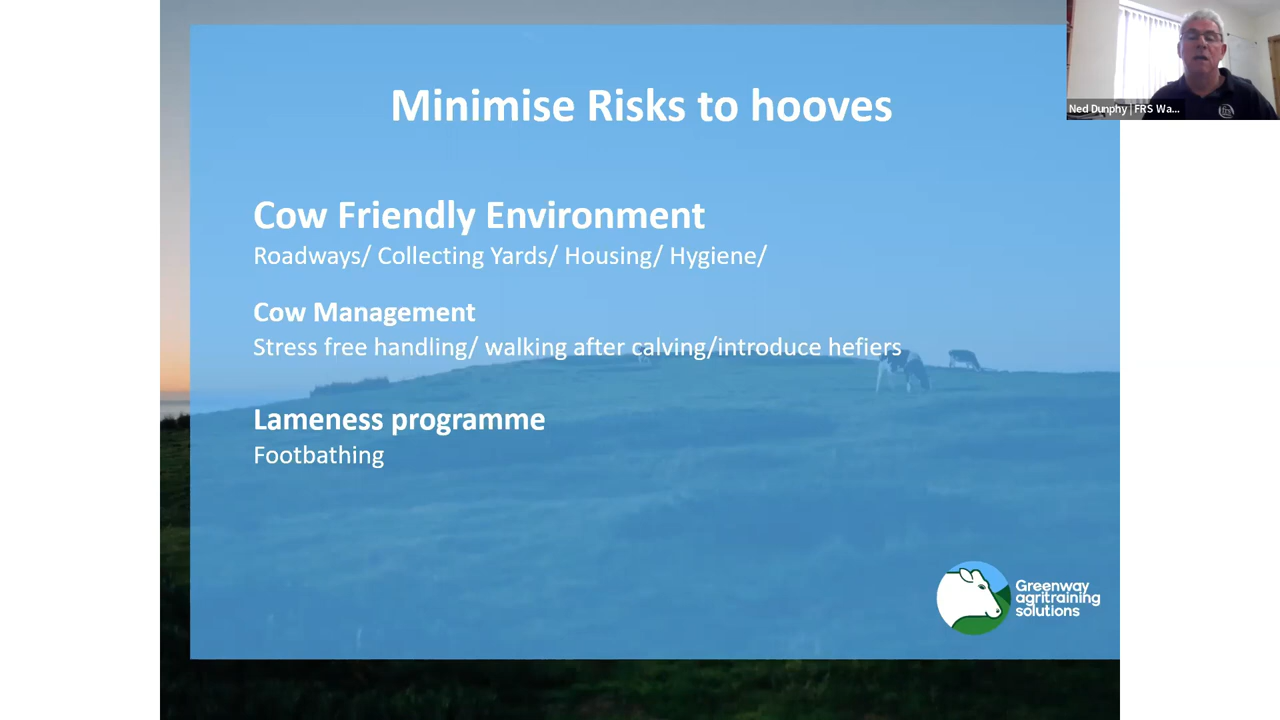 Minimise Risks to hooves
Cow Friendly Environment
Roadways/ Collecting Yards/ Housing/ Hygiene/
Cow Management
Stress free handling/ walking after calving/introduce hefiers
Lameness programme
Footbathing
Greenway
agritraining
solutions
Ned Dunphy | FRS Wa...